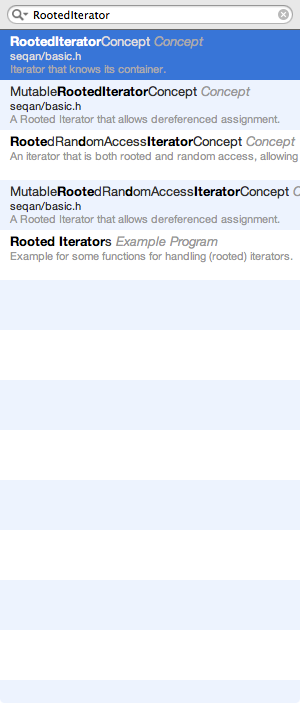 RootedIterator
RootedIteratorConcept Concept
seqan/basic.h
Iterator that knows its container.
MutableRootedIteratorConcept Concept
seqan/basic.h
A Rooted Iterator that allows dereferenced assignment.
RootedRandomAccessIteratorConcept Concept
An iterator that is both rooted and random access, allowing
MutableRootedRandomAccessIteratorConcept C
seqan/basic.h
A Rooted Iterator that allows dereferenced assignment.
Rooted Iterators Example Program
Example for some functions for handling (rooted) iterators.